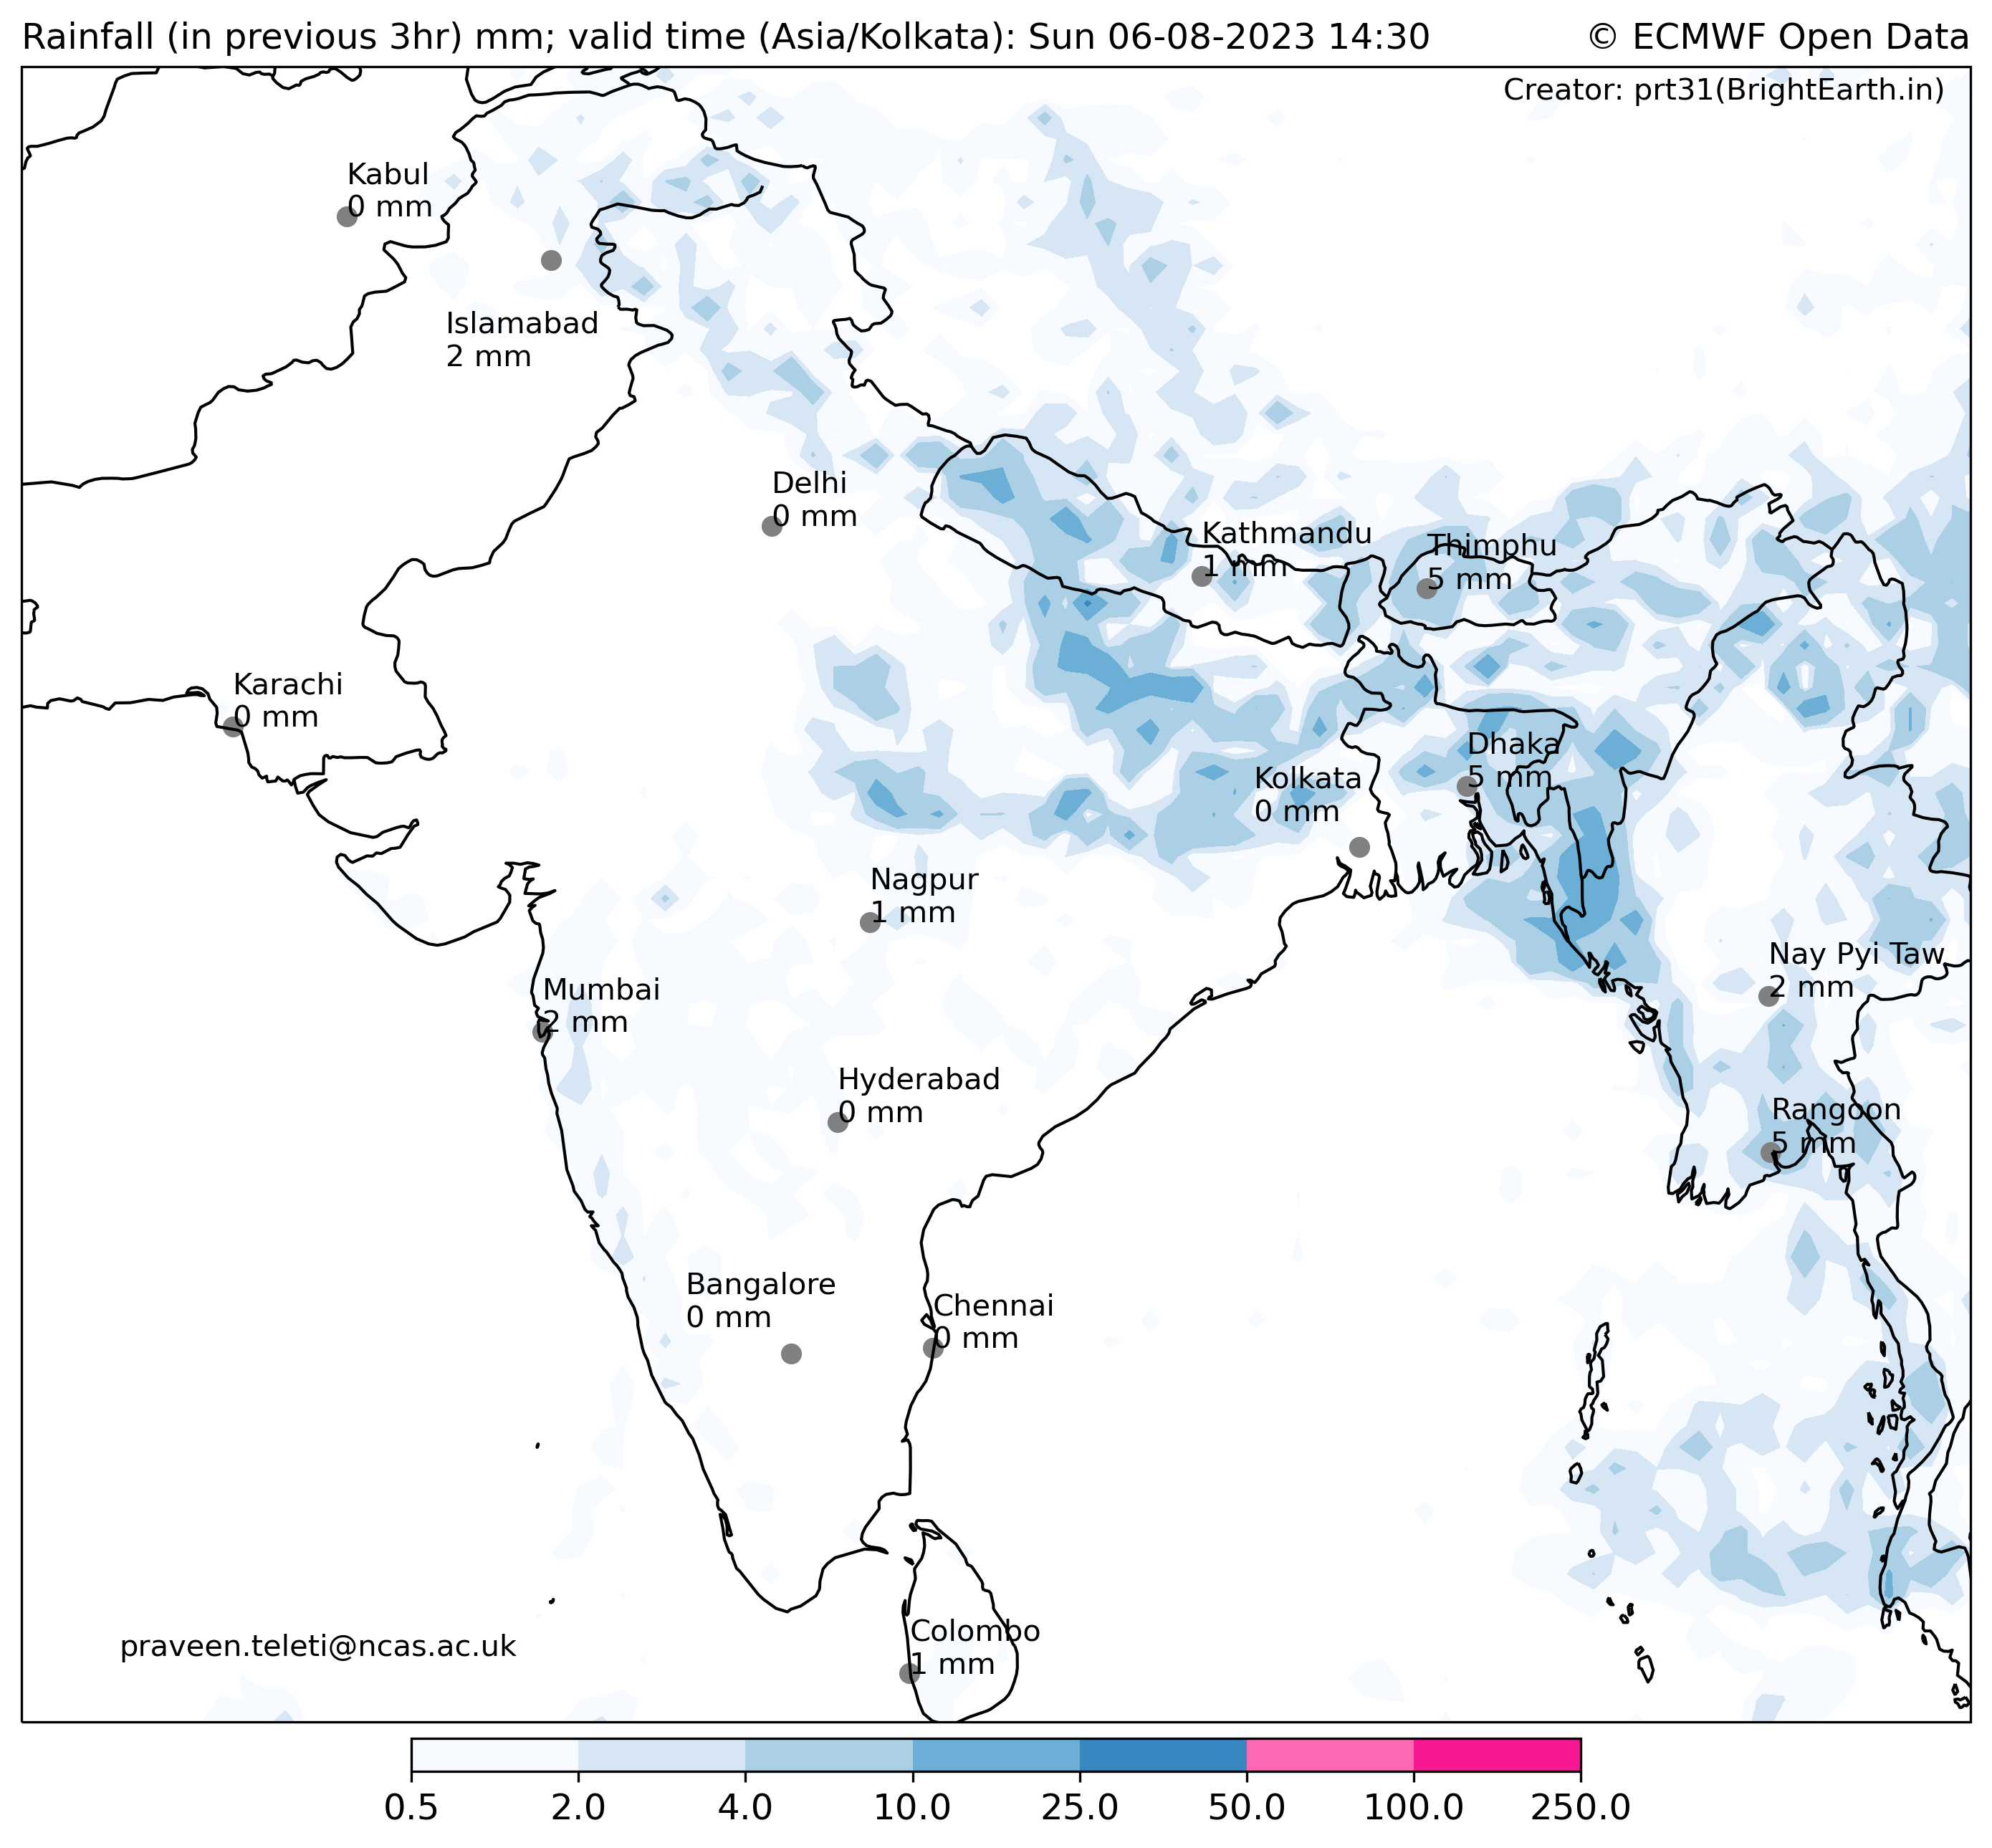 Rainfall (in previous 3hr) mm; valid time (Asia/Kolkata): Sun 06-08-2023 14:30
© ECMWF Open Data
Creator: prt31(BrightEarth.in)
Kabul
0 mm
Islamabad
2 mm
Delhi
0 mm
Kathmandu
1 mm
Thimphu
5 mm
Karachi
0 mm
Dhaka
5 mm
Kolkata
0 mm
Nagpur
1 mm
Nay Pyi Taw
2 mm
Mumbai
2 mm
Hyderabad
0 mm
Rangoon
5 mm
Bangalore
0 mm
Chennai
0 mm
Colombo
1 mm
praveen.teleti@ncas.ac.uk
0.5 2.0 4.0 10.0 25.0 50.0 100.0 250.0